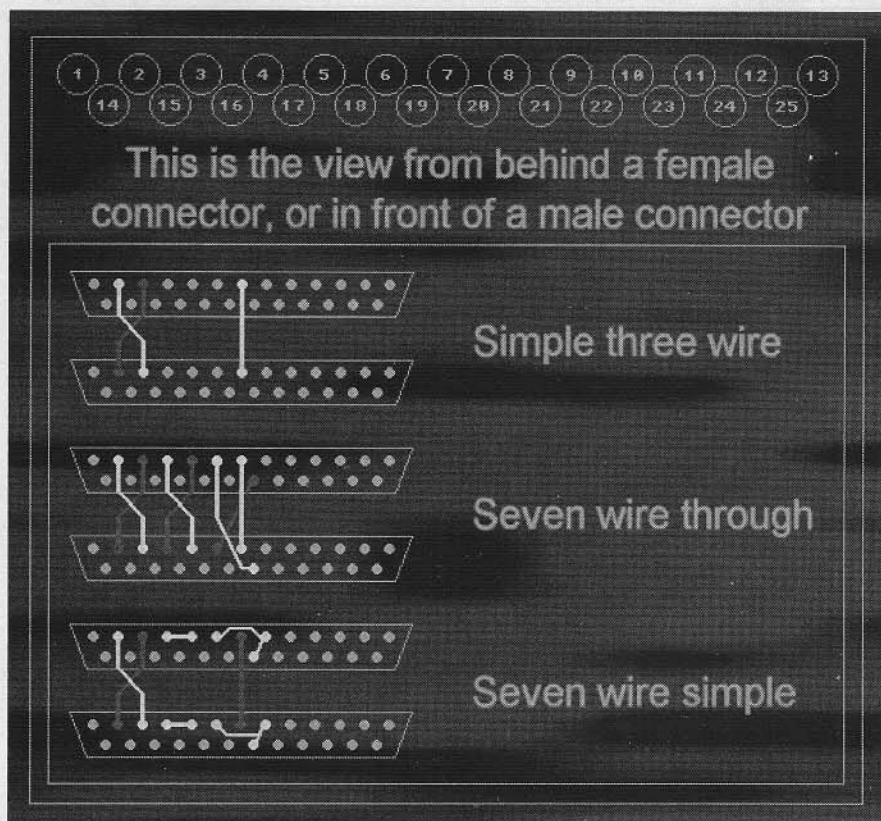 1 2 3 4 5 6 7 8 9 10 11 12 13
14 15 16 17 18 19 20 21 22 23 24 25
This is the view from behind a female
connector, or in front of a male connector
Simple three wire
Seven wire through
Seven wire simple